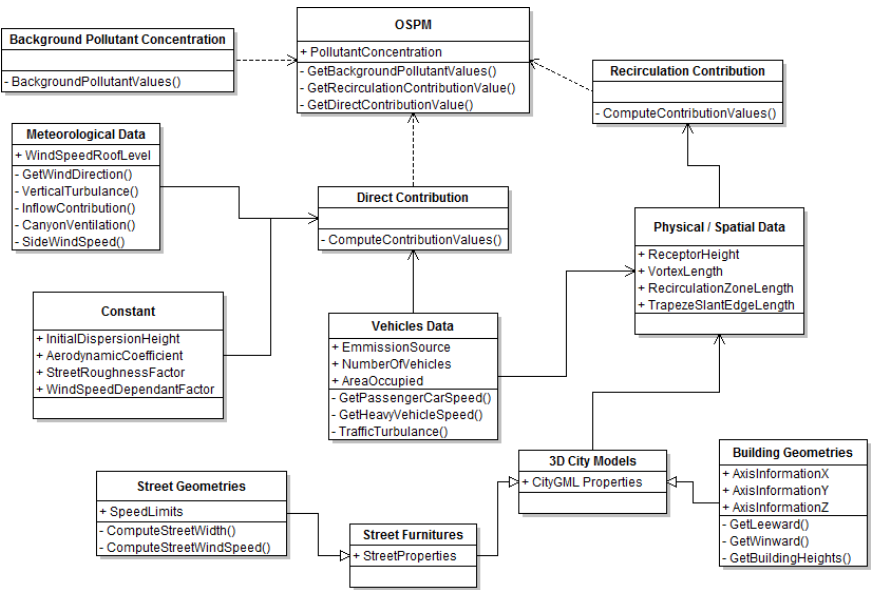 OSPM
+ PollutantConcentration
- GetBackgroundPollutantValues()
- GetRecirculationContributionValue()
- GetDirectContributionValue()
Background Pollutant Concentration
- BackgroundPollutantValues()
Recirculation Contribution
- ComputeContributionValues()
Meteorological Data
+ WindSpeedRoofLevel
- GetWindDirection()
- VerticalTurbulance()
- InflowContribution()
- CanyonVentilation()
- SideWindSpeed()
Direct Contribution
- ComputeContributionValues()
Physical / Spatial Data
+ ReceptorHeight
+ VortexLength
+ RecirculationZoneLength
+ TrapezeSlantEdgeLength
Constant
+ InitialDispersionHeight
+ AerodynamicCoefficient
+ StreetRoughnessFactor
+ WindSpeedDependantFactor
Vehicles Data
+ EmmissionSource
+ NumberOfVehicles
+ AreaOccupied
- GetPassengerCarSpeed()
- GetHeavyVehicleSpeed()
- TrafficTurbulance()
3D City Models
+ CityGML Properties
Building Geometries
+ AxisInformationX
+ AxisInformationY
+ AxisInformationZ
- GetLeeward()
- GetWinward()
- GetBuildingHeights()
Street Geometries
+ SpeedLimits
- ComputeStreetWidth()
- ComputeStreetWindSpeed()
Street Furnitures
+ StreetProperties